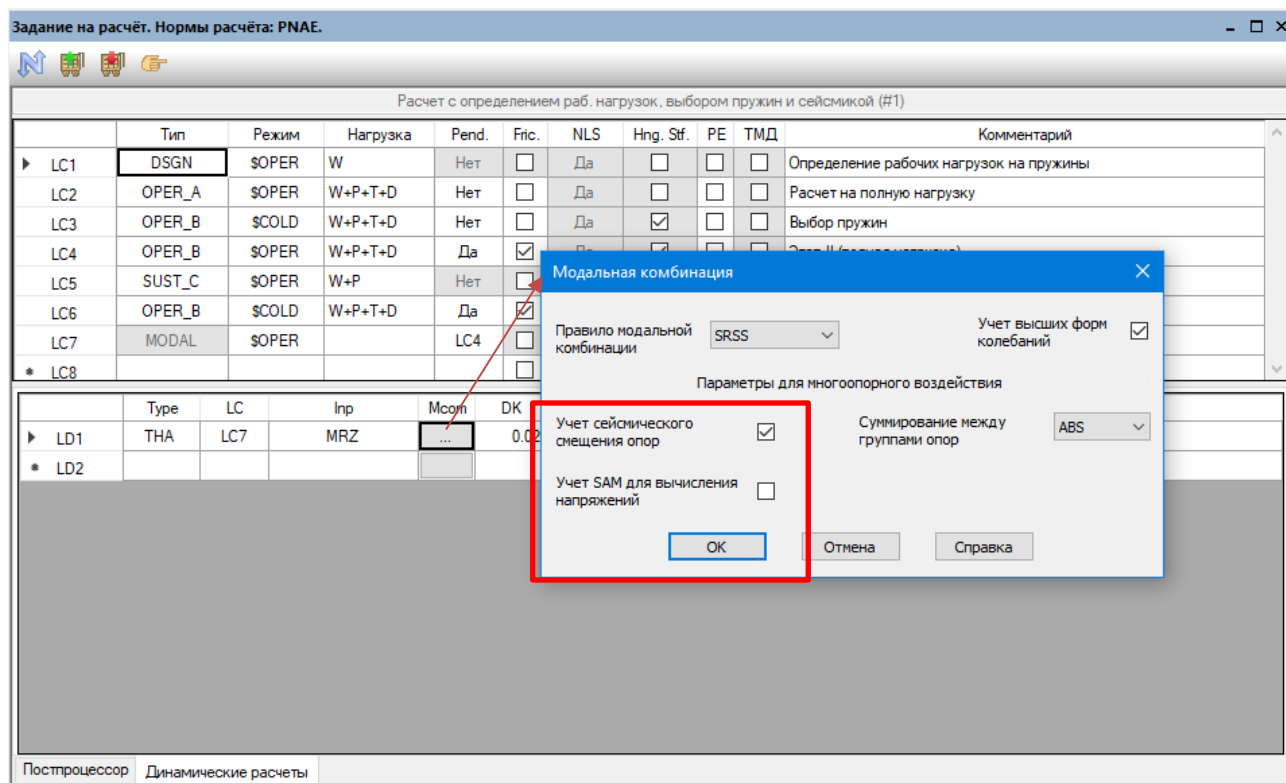 Задание на расчёт. Нормы расчёта: PNAE.
Расчет с определением раб. нагрузок, выбором пружин и сейсмикой (#1)
Тип Режим Нагрузка Pend. Fric. NLS Hng. Stf. PE ТМД Комментарий
LC1 DSGN $OPER W Нет Да Определение рабочих нагрузок на пружины
LC2 OPER_A $OPER W+P+T+D Нет Да Расчет на полную нагрузку
LC3 OPER_B $COLD W+P+T+D Нет Да Выбор пружин
LC4 OPER_B $OPER W+P+T+D Да
LC5 SUST_C $OPER W+P Нет
LC6 OPER_B $COLD W+P+T+D Да
LC7 MODAL $OPER LC4
LC8
Модальная комбинация
Правило модальной
комбинации
SRSS
Учет высших форм
колебаний
Параметры для многоопорного воздействия
Учет сейсмического
смещения опор
Суммирование между
группами опор
ABS
Учет SAM для вычисления
напряжений
OK Отмена Справка
Type LC Inp Mcom DK
LD1 THA LC7 MRZ ... 0.02
LD2
Постпроцессор Динамические расчеты